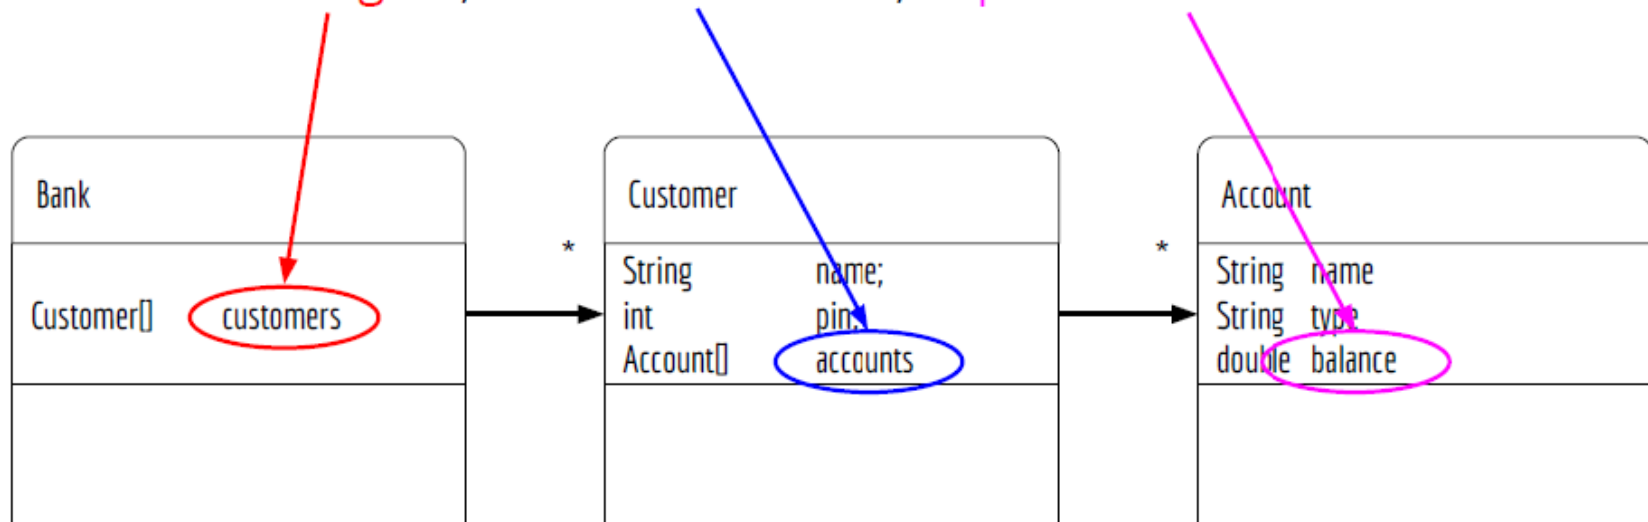 Bank
Customer[] customers
*
Customer
String name;
int pin;
Account[] accounts
*
Account
String name
String type
double balance